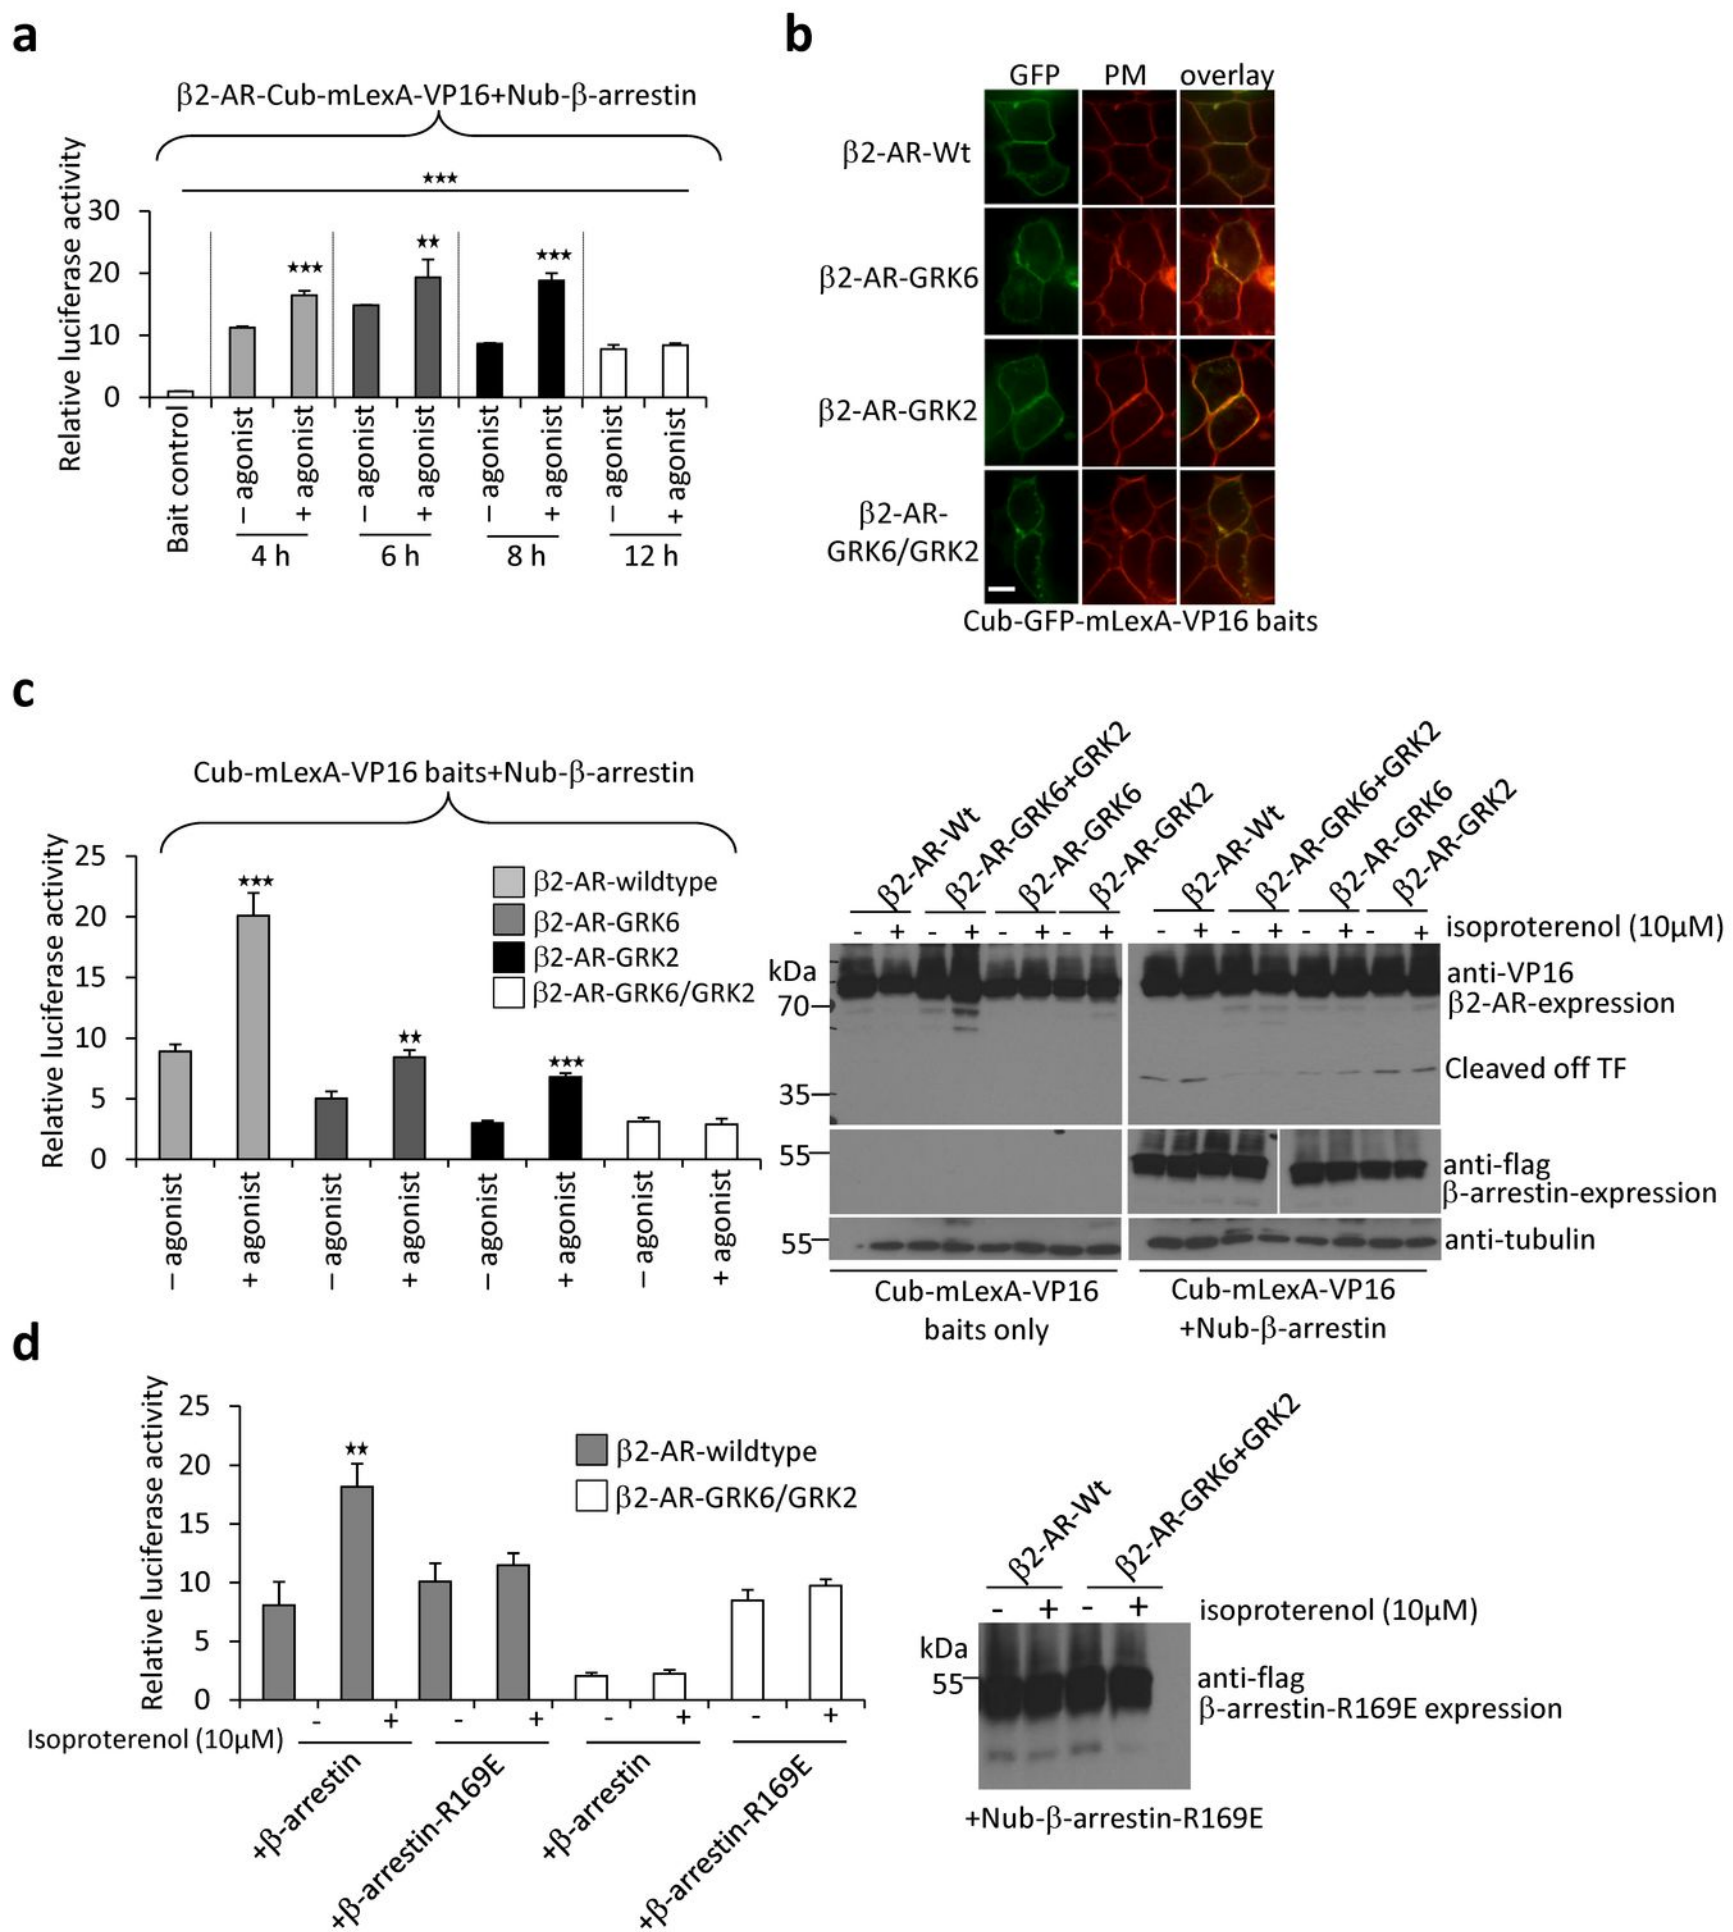 a
β2-AR-Cub-mLexA-VP16+Nub-β-arrestin
★★★
Relative luciferase activity
30
20
10
0
★★★
★★
★★★
Bait control
– agonist
+ agonist
– agonist
+ agonist
– agonist
+ agonist
– agonist
+ agonist
4 h
6 h
8 h
12 h
b
GFP PM overlay
β2-AR-Wt
β2-AR-GRK6
β2-AR-GRK2
β2-AR-
GRK6/GRK2
Cub-GFP-mLexA-VP16 baits
c
Cub-mLexA-VP16 baits+Nub-β-arrestin
Relative luciferase activity
25
20
15
10
5
0
★★★
★★
★★★
β2-AR-wildtype
β2-AR-GRK6
β2-AR-GRK2
β2-AR-GRK6/GRK2
– agonist
+ agonist
– agonist
+ agonist
– agonist
+ agonist
– agonist
+ agonist
β2-AR-Wt
β2-AR-GRK6+GRK2
β2-AR-GRK6
β2-AR-GRK2
β2-AR-Wt
β2-AR-GRK6+GRK2
β2-AR-GRK6
β2-AR-GRK2
- + - + - + - + - + - + - + - + isoproterenol (10µM)
kDa
70
35
55
55
anti-VP16
β2-AR-expression
Cleaved off TF
anti-flag
β-arrestin-expression
anti-tubulin
Cub-mLexA-VP16
baits only
Cub-mLexA-VP16
+Nub-β-arrestin
d
Relative luciferase activity
25
20
15
10
5
0
★★
β2-AR-wildtype
β2-AR-GRK6/GRK2
Isoproterenol (10µM) - + - + - + - +
+β-arrestin
+β-arrestin-R169E
+β-arrestin
+β-arrestin-R169E
β2-AR-Wt
β2-AR-GRK6+GRK2
- + - + isoproterenol (10µM)
kDa
55
anti-flag
β-arrestin-R169E expression
+Nub-β-arrestin-R169E